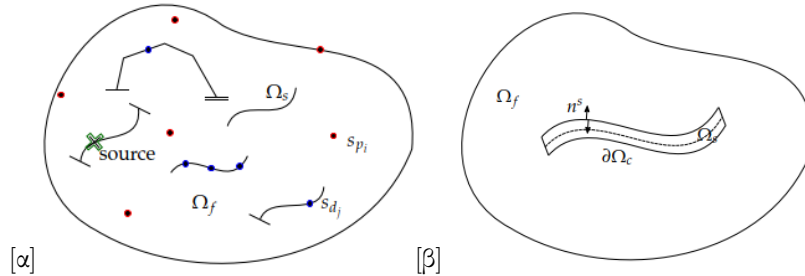 Ω_s
s_{p_i}
source
Ω_f
s_{d_j}
[α]
Ω_f
n^s
Ω_s
∂Ω_c
[β]